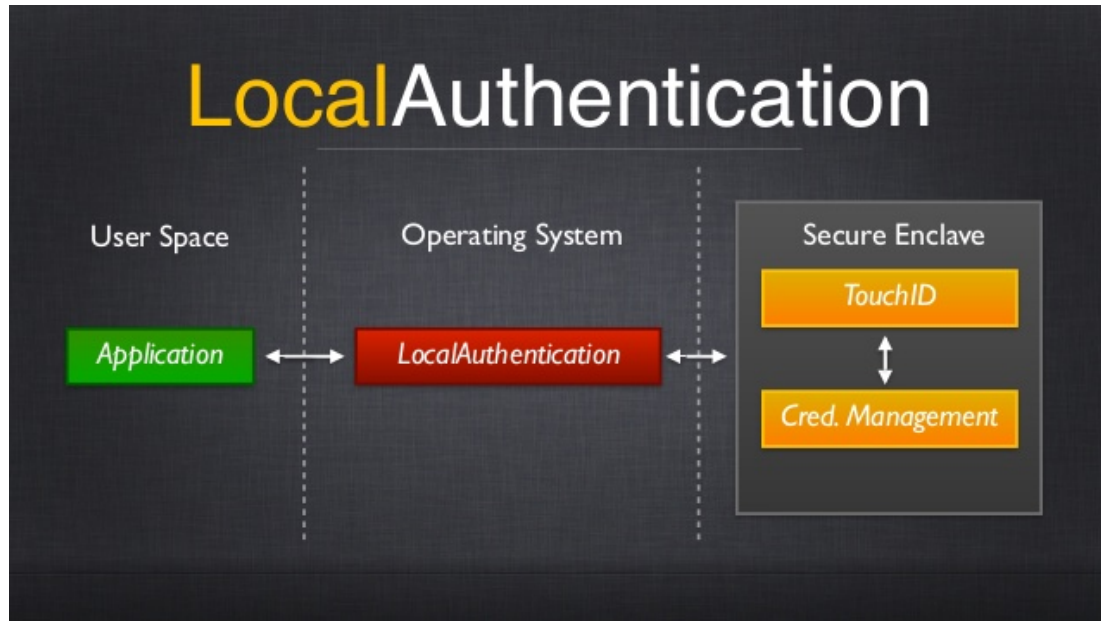 LocalAuthentication
User Space
Operating System
Secure Enclave
TouchID
Application
LocalAuthentication
Cred. Management